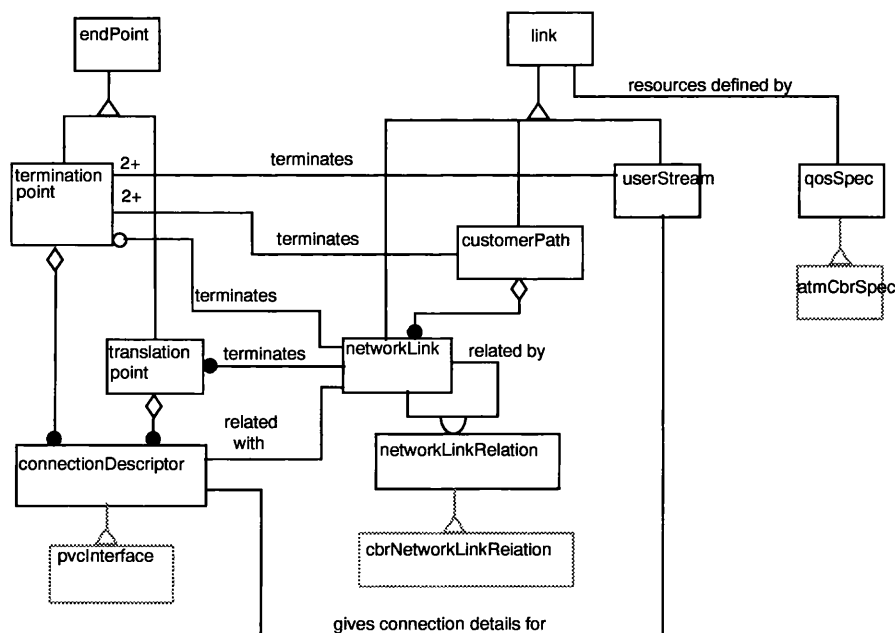 endPoint
link
resources defined by
2+
terminates
termination
point
userStream
qosSpec
2+
terminates
customerPath
atmCbrSpec
terminates
translation
point
terminates
networkLink
related by
related
with
connectionDescriptor
networkLinkRelation
pvcInterface
cbrNetworkLinkReiation
gives connection details for